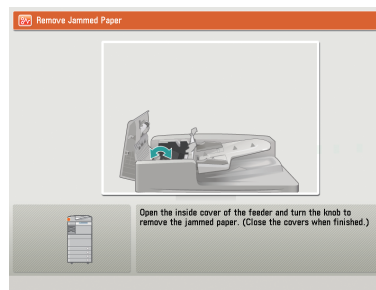 Remove Jammed Paper
Open the inside cover of the feeder and turn the knob to
remove the jammed paper. (Close the covers when finished.)